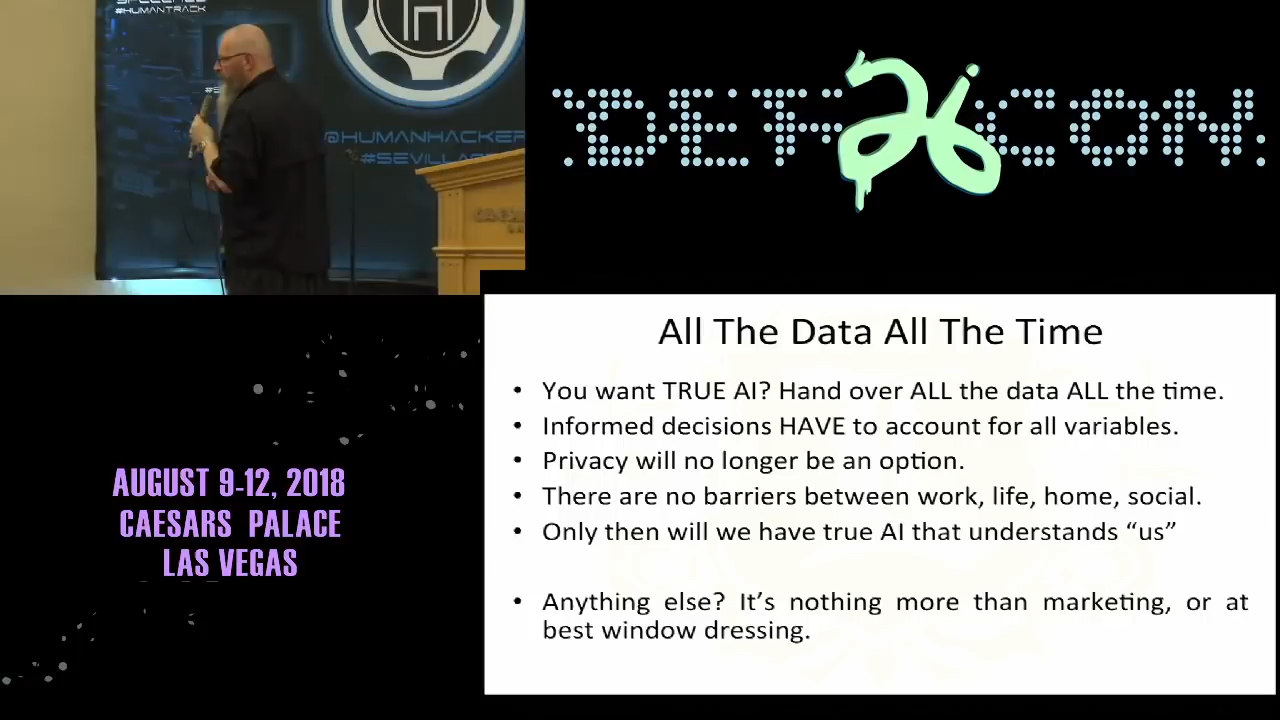 #HUMANTRACK
@HUMANHACKER
DEF 26 CON
All The Data All The Time
• You want TRUE AI? Hand over ALL the data ALL the time.
• Informed decisions HAVE to account for all variables.
• Privacy will no longer be an option.
• There are no barriers between work, life, home, social.
• Only then will we have true AI that understands “us”
• Anything else? It’s nothing more than marketing, or at
best window dressing.
AUGUST 9-12, 2018
CAESARS PALACE
LAS VEGAS